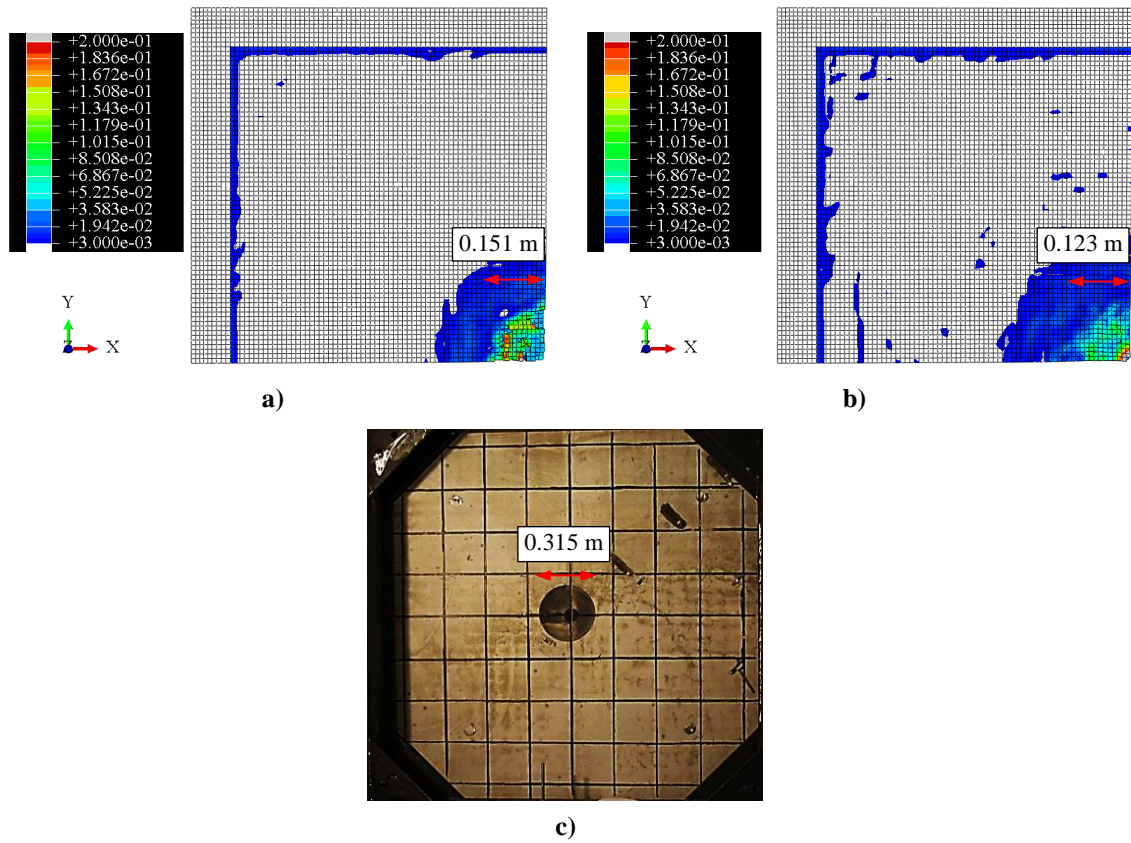 +2.000e-01
+1.836e-01
+1.672e-01
+1.508e-01
+1.343e-01
+1.179e-01
+1.015e-01
+8.508e-02
+6.867e-02
+5.225e-02
+3.583e-02
+1.942e-02
+3.000e-03
0.151 m
Y
Z X
a)
+2.000e-01
+1.836e-01
+1.672e-01
+1.508e-01
+1.343e-01
+1.179e-01
+1.015e-01
+8.508e-02
+6.867e-02
+5.225e-02
+3.583e-02
+1.942e-02
+3.000e-03
0.123 m
Y
Z X
b)
0.315 m
c)